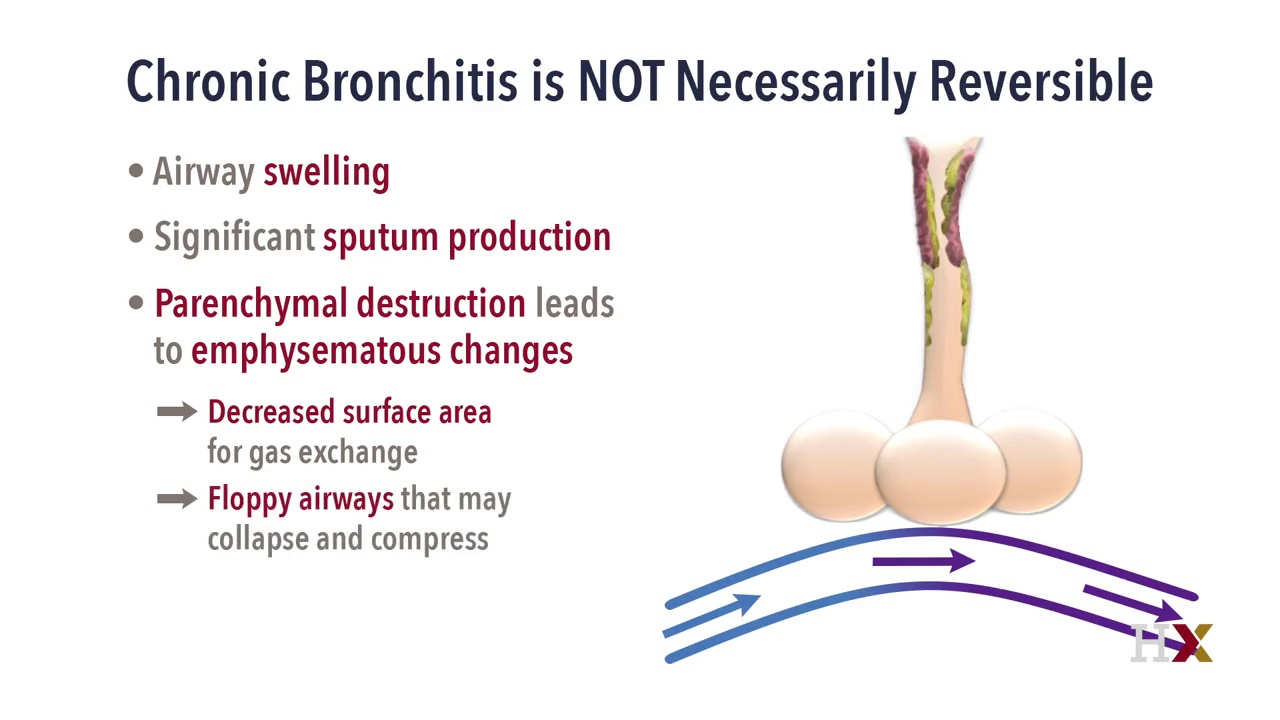 Chronic Bronchitis is NOT Necessarily Reversible
• Airway swelling
• Significant sputum production
• Parenchymal destruction leads
to emphysematous changes
Decreased surface area
for gas exchange
Floppy airways that may
collapse and compress
HX